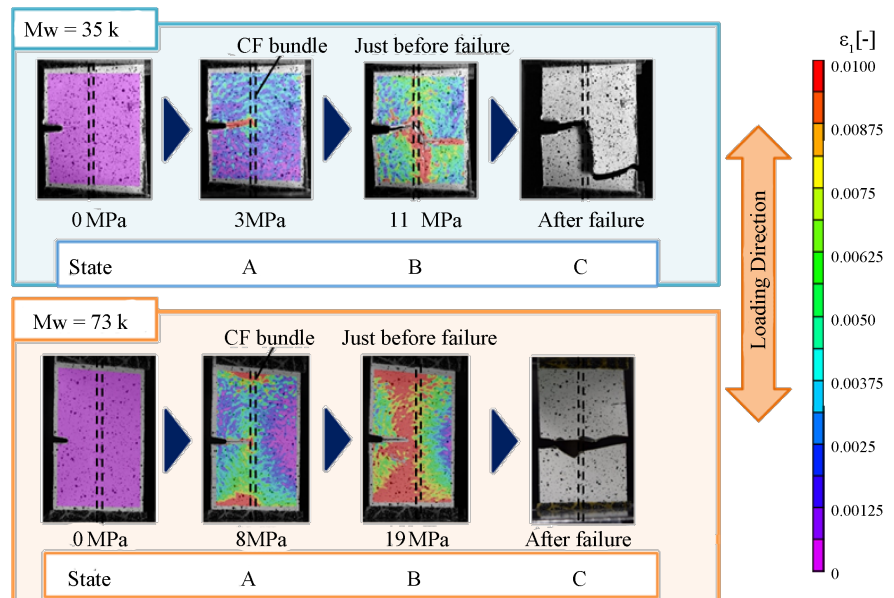 Mw = 35 k
CF bundle
Just before failure
0 MPa
3MPa
11 MPa
After failure
State
A
B
C
Mw = 73 k
CF bundle
Just before failure
0 MPa
8MPa
19 MPa
After failure
State
A
B
C
Loading Direction
ε₁[-]
0.0100
0.00875
0.0075
0.00625
0.0050
0.00375
0.0025
0.00125
0